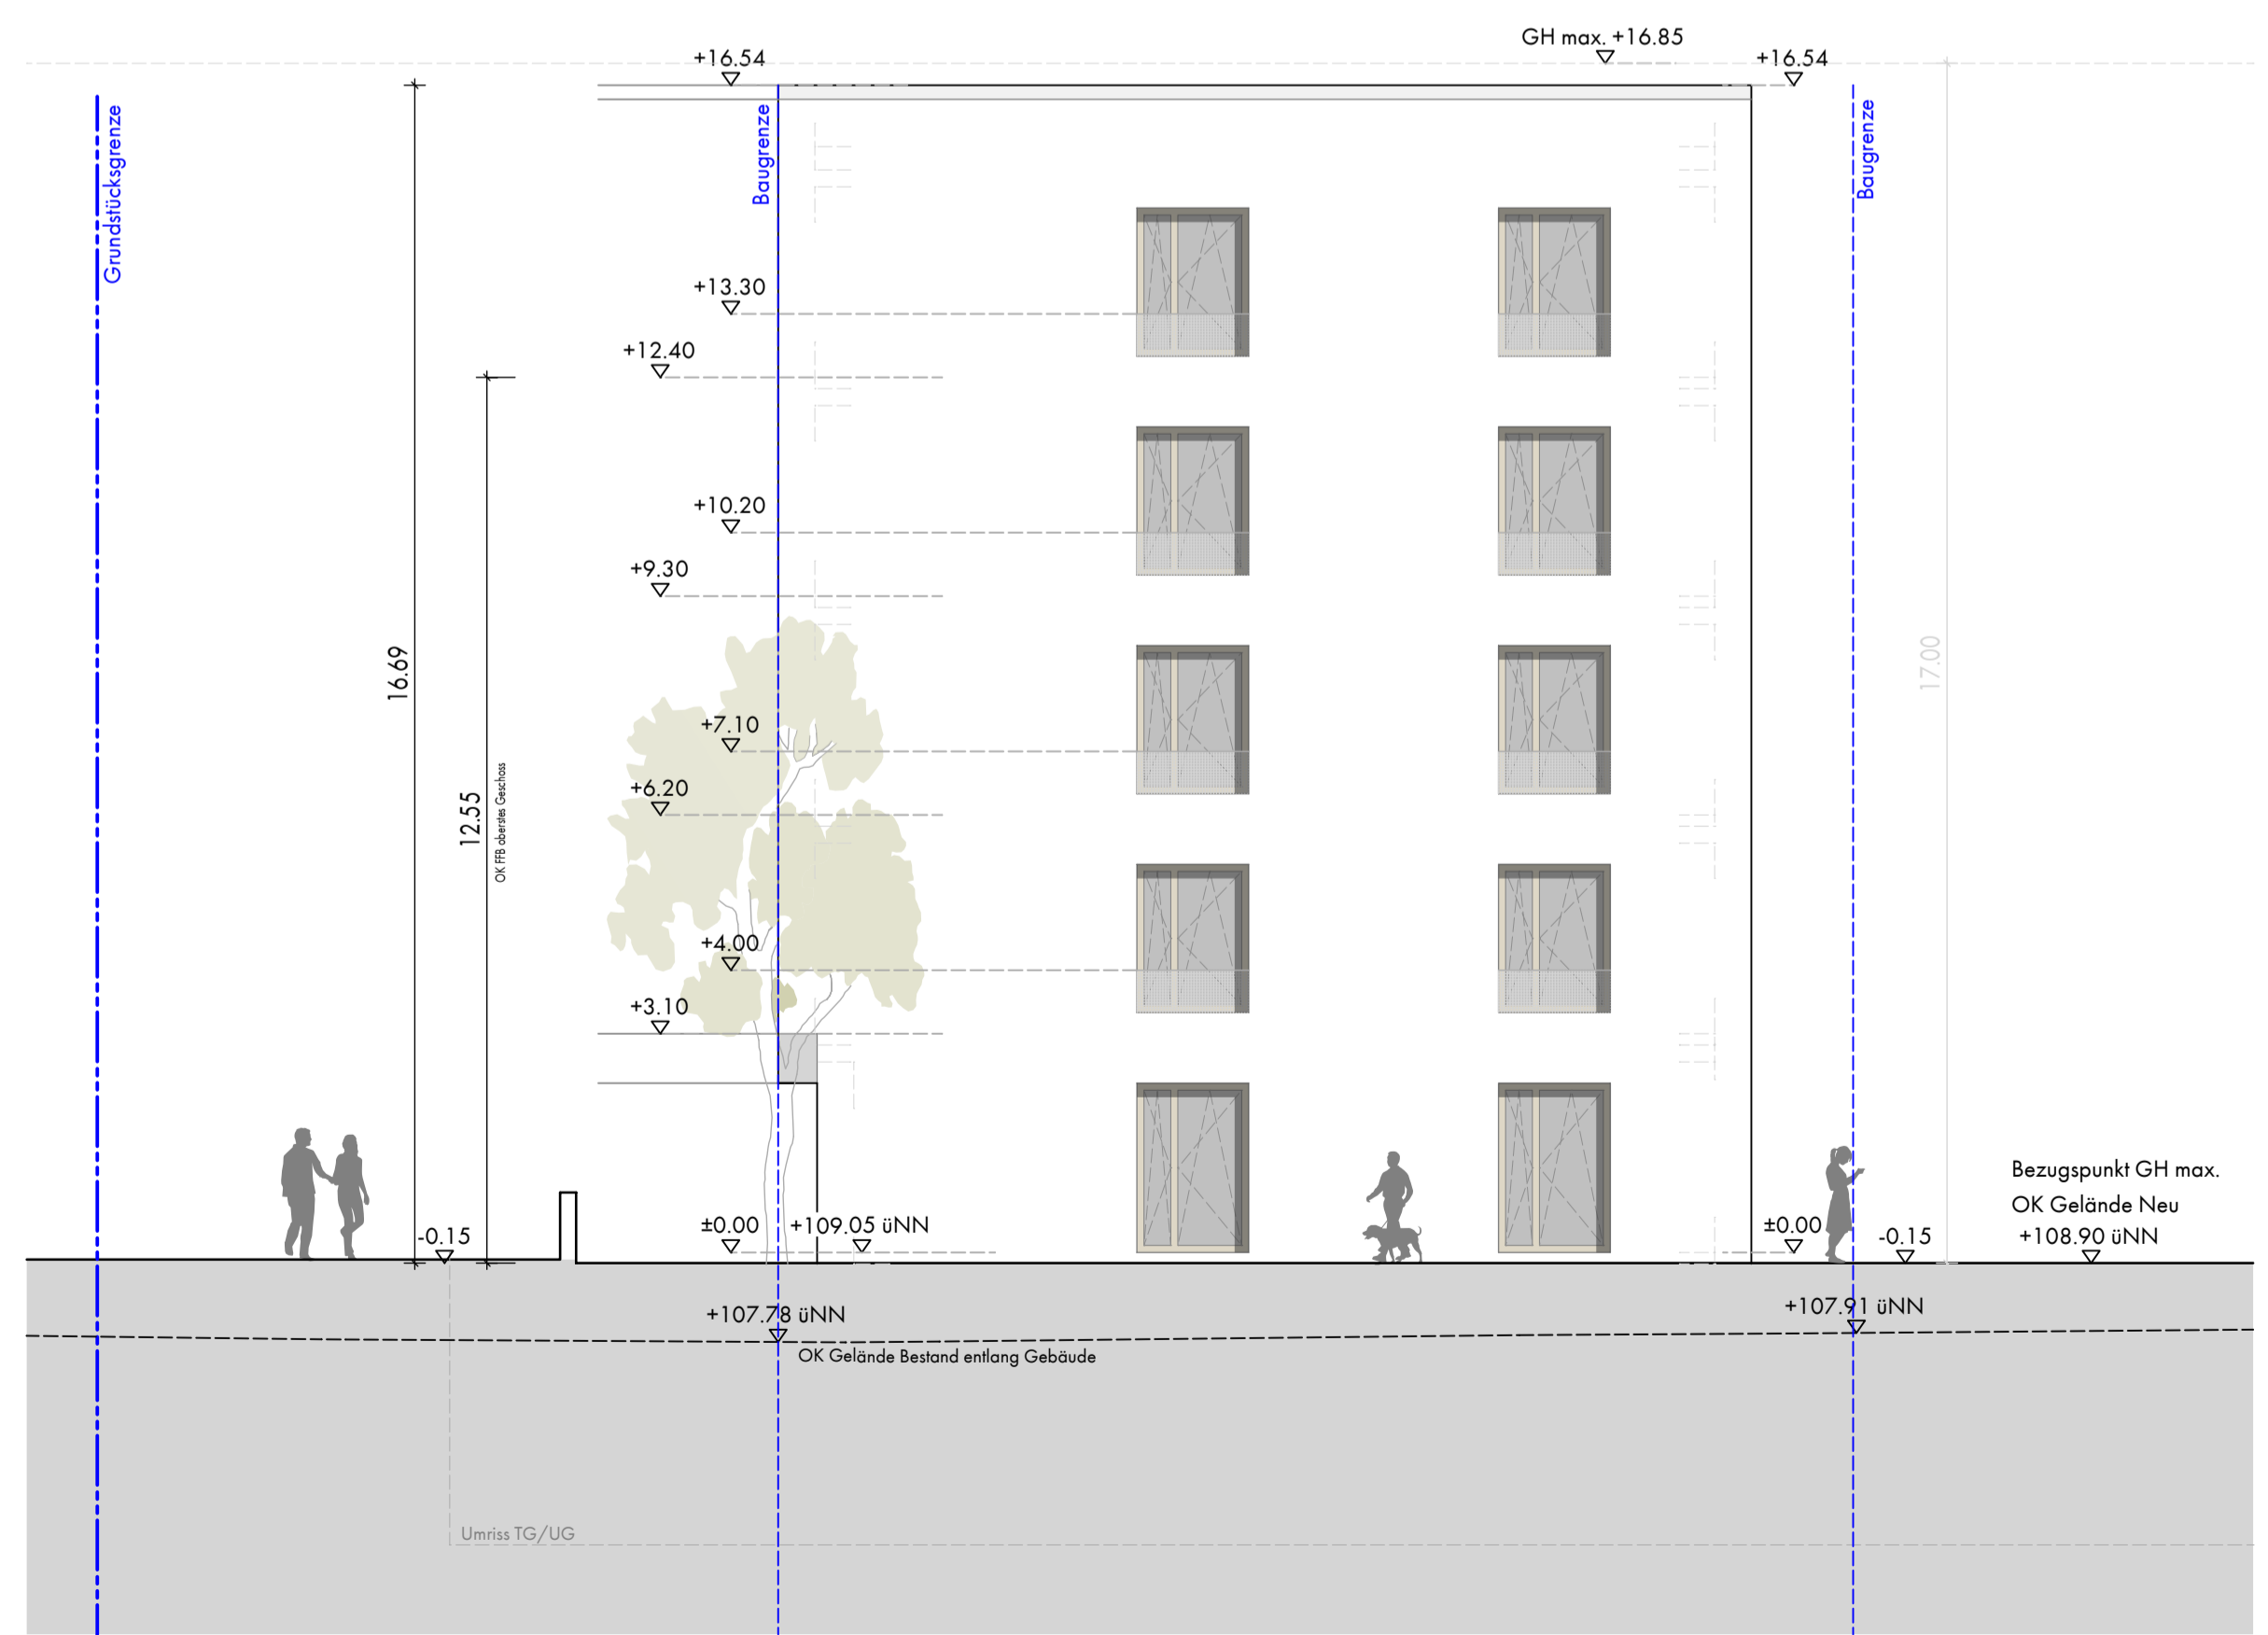 GH max. +16.85
+16.54
+16.54
Grundstücksgrenze
Baugrenze
Baugrenze
+13.30
+12.40
+10.20
+9.30
16.69
17.00
+7.10
+6.20
12.55
OK FFB oberstes Geschoss
+4.00
+3.10
Bezugspunkt GH max.
OK Gelände Neu
+108.90 üNN
-0.15
±0.00
+109.05 üNN
±0.00
-0.15
+107.78 üNN
+107.91 üNN
OK Gelände Bestand entlang Gebäude
Umriss TG/UG